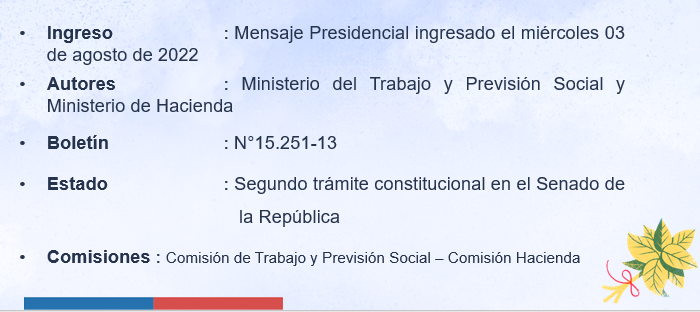 • Ingreso : Mensaje Presidencial ingresado el miércoles 03
de agosto de 2022
• Autores : Ministerio del Trabajo y Previsión Social y
Ministerio de Hacienda
• Boletín : N°15.251-13
• Estado : Segundo trámite constitucional en el Senado de
la República
• Comisiones : Comisión de Trabajo y Previsión Social – Comisión Hacienda